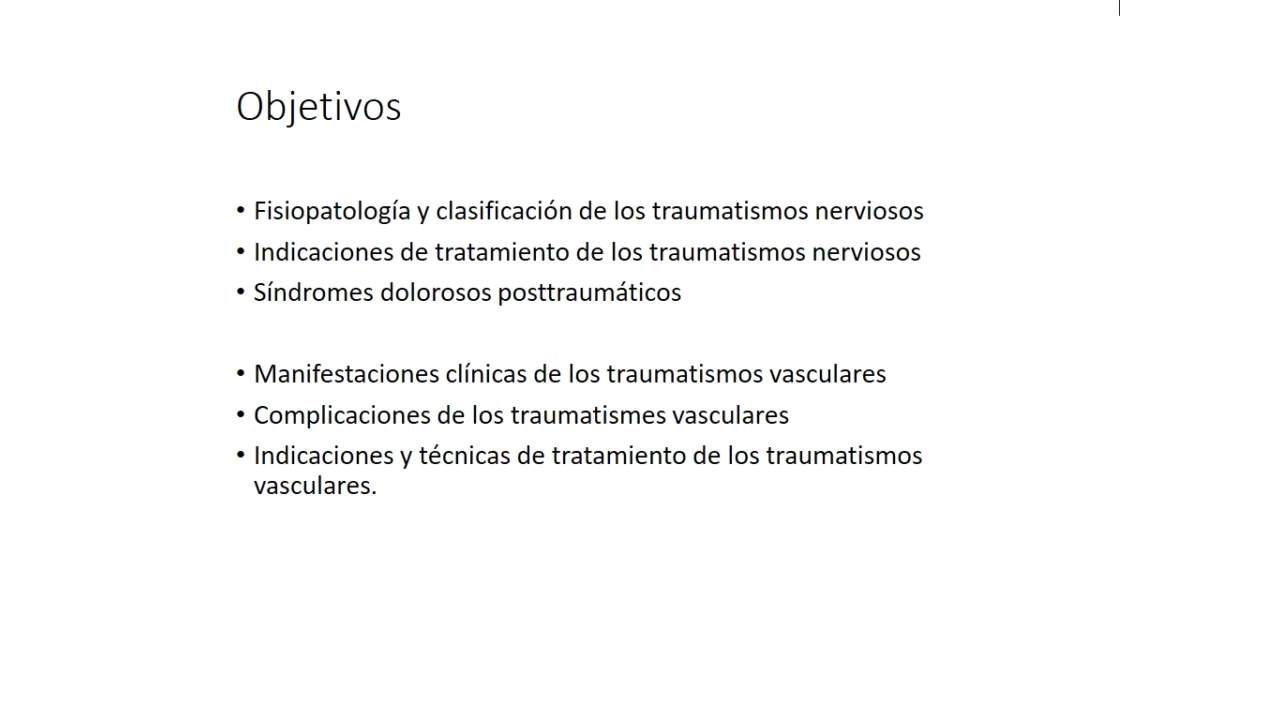 Objetivos
• Fisiopatología y clasificación de los traumatismos nerviosos
• Indicaciones de tratamiento de los traumatismos nerviosos
• Síndromes dolorosos posttraumáticos
• Manifestaciones clínicas de los traumatismos vasculares
• Complicaciones de los traumatismes vasculares
• Indicaciones y técnicas de tratamiento de los traumatismos
vasculares.